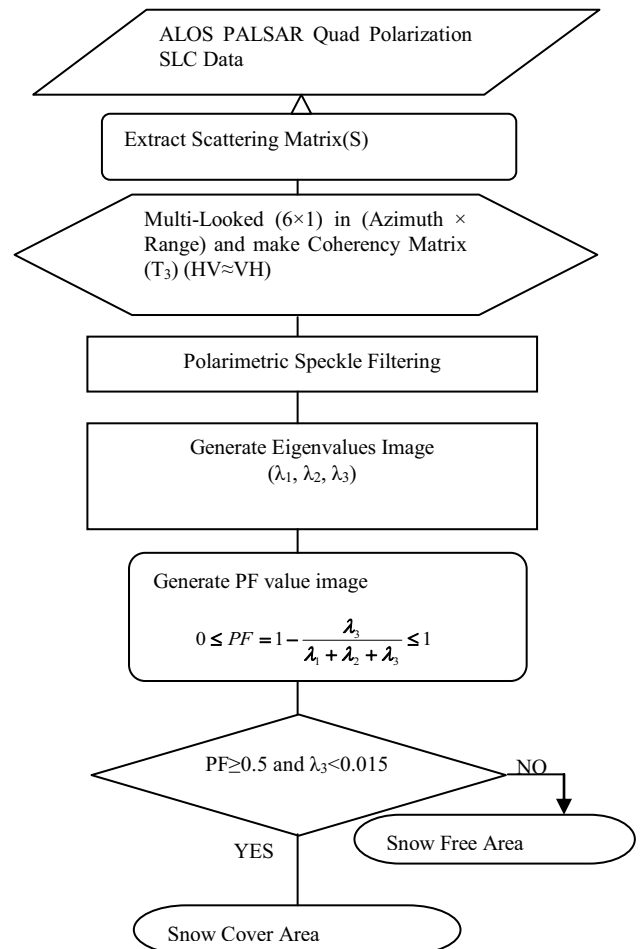 ALOS PALSAR Quad Polarization
SLC Data
Extract Scattering Matrix(S)
Multi-Looked (6×1) in (Azimuth ×
Range) and make Coherency Matrix
(T₃) (HV≈VH)
Polarimetric Speckle Filtering
Generate Eigenvalues Image
(λ₁, λ₂, λ₃)
Generate PF value image
0 ≤ PF = 1 − λ₃ / (λ₁ + λ₂ + λ₃) ≤ 1
PF≥0.5 and λ₃<0.015
NO
Snow Free Area
YES
Snow Cover Area